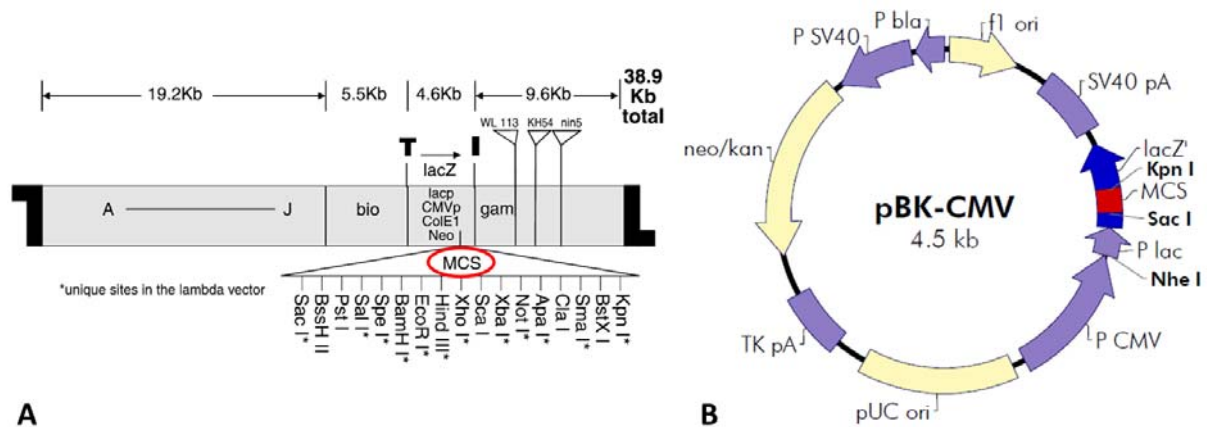 38.9
Kb
total
19.2Kb
5.5Kb
4.6Kb
9.6Kb
WL 113
KH54
nin5
T
I
lacZ
A
J
bio
lacp
CMVp
ColE1
Neo
gam
MCS
*unique sites in the lambda vector
Sac I*
BssH II
Pst I
Sal I*
Spe I*
BamH I*
EcoR I*
Hind III*
Xho I*
Sca I
Xba I*
Not I*
Apa I*
Cla I
Sma I*
BstX I
Kpn I*
A
P bla
f1 ori
P SV40
SV40 pA
neo/kan
lacZ'
Kpn I
MCS
Sac I
P lac
Nhe I
pBK-CMV
4.5 kb
TK pA
P CMV
pUC ori
B